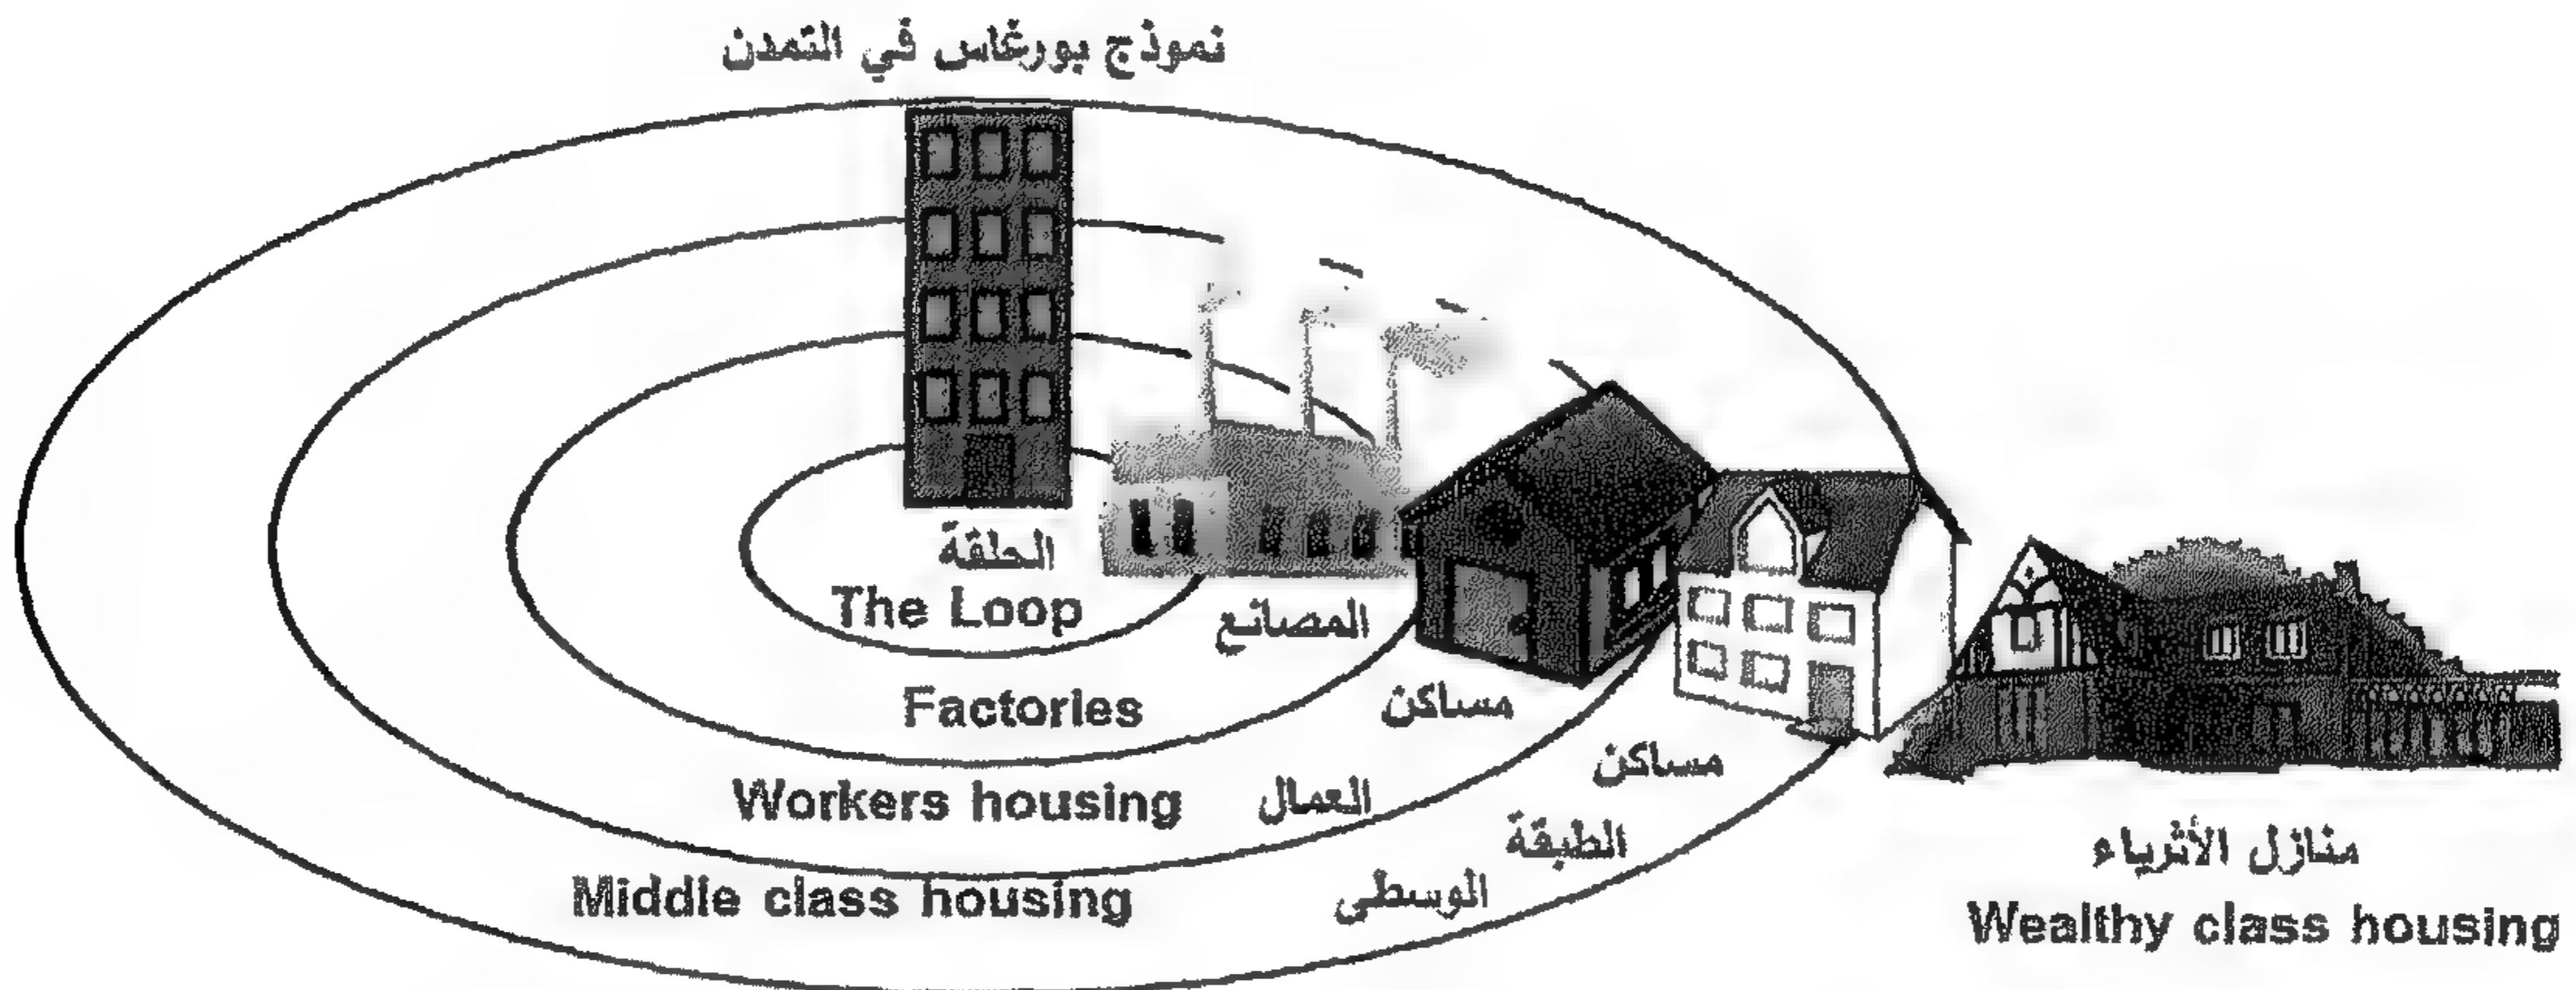 نموذج بورغاس في التمدن
الحلقة
The Loop
المصانع
Factories
مساكن
العمال
Workers housing
مساكن
الطبقة
الوسطى
Middle class housing
منازل الأثرياء
Wealthy class housing